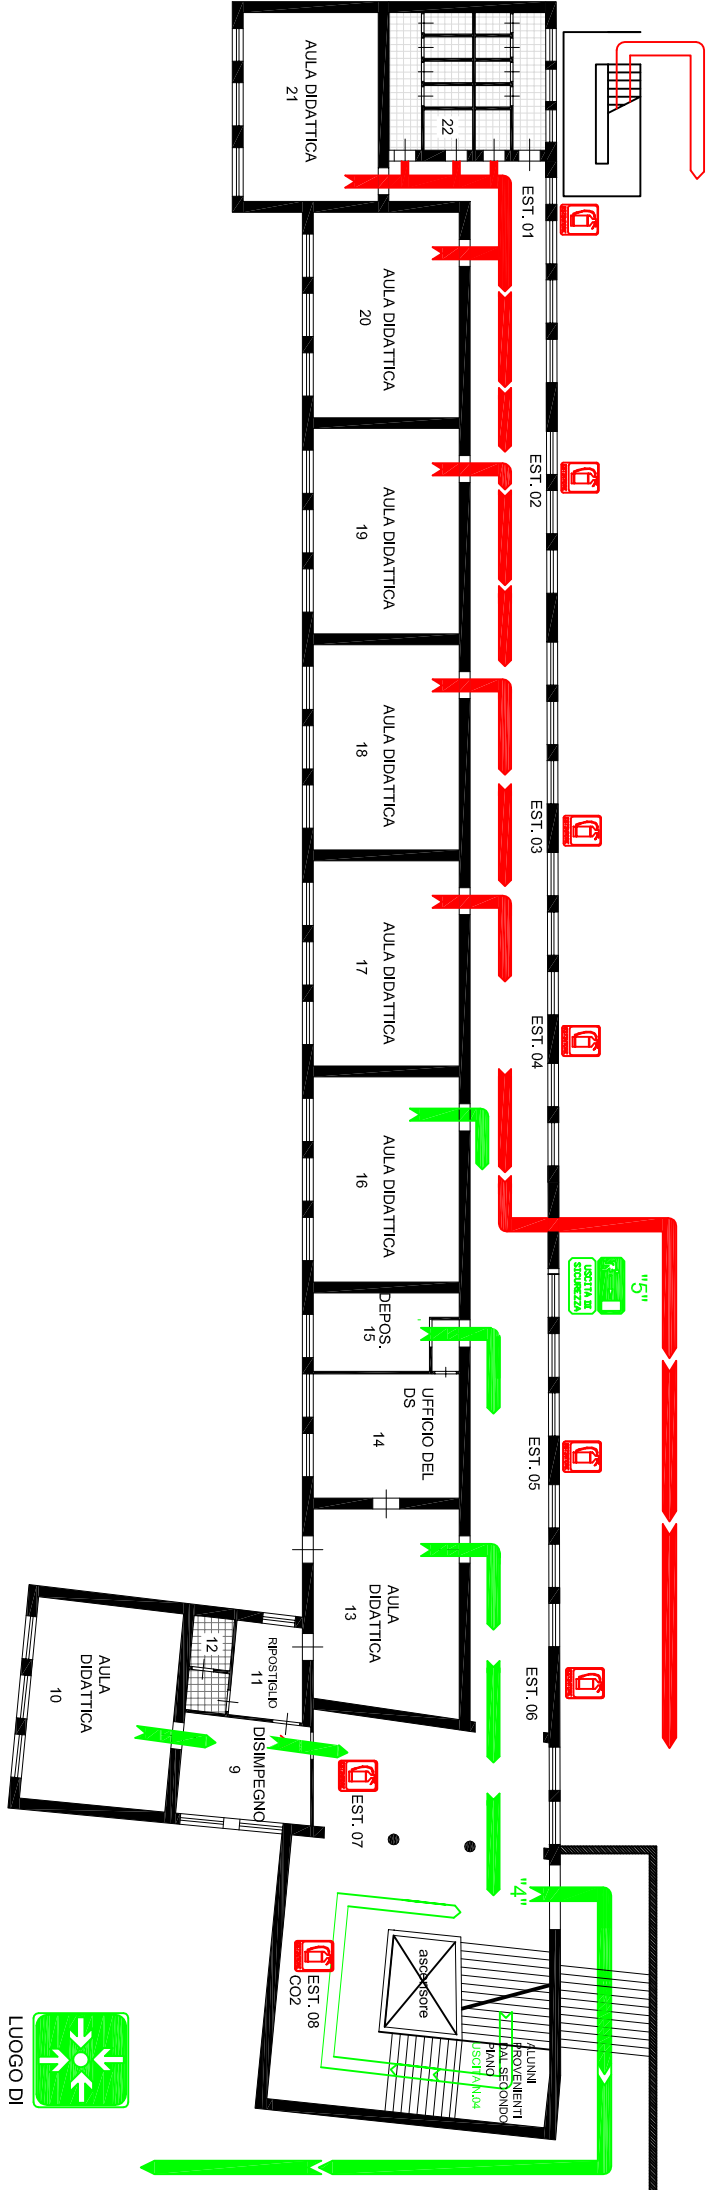 AULA DIDATTICA
21
22
EST. 01
AULA DIDATTICA
20
EST. 02
AULA DIDATTICA
19
AULA DIDATTICA
18
EST. 03
AULA DIDATTICA
17
EST. 04
AULA DIDATTICA
16
"5"
USCITA DI
SICUREZZA
DEPOS.
15
UFFICIO DEL
DS
14
EST. 05
AULA
DIDATTICA
13
EST. 06
12
RIPOSTIGLIO
11
AULA
DIDATTICA
10
DISIMPEGNO
9
EST. 07
"4"
EST. 08
CO2
ascensore
ALUNNI
PROVENIENTI
DAL SECONDO
PIANO
USCITA N.04
LUOGO DI